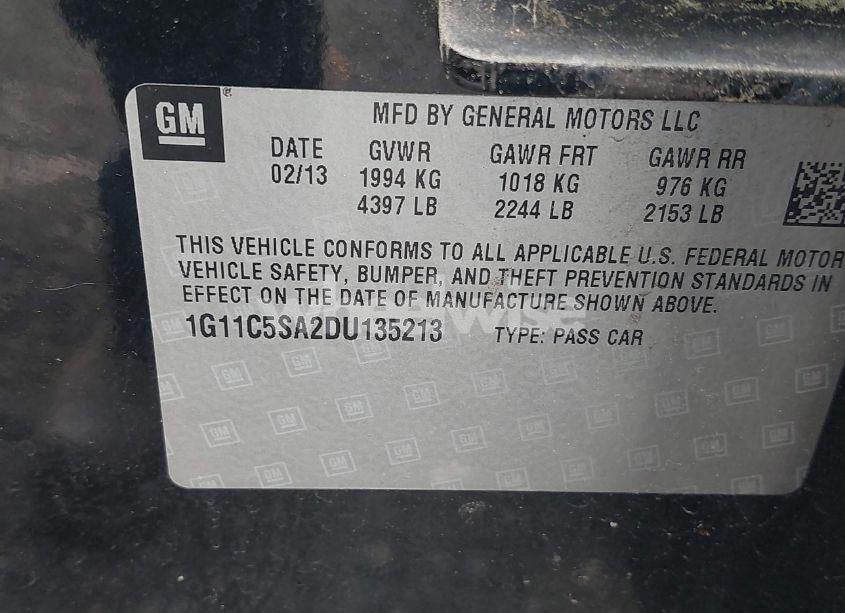 GM
MFD BY GENERAL MOTORS LLC
DATE GVWR GAWR FRT GAWR RR
02/13 1994 KG 1018 KG 976 KG
4397 LB 2244 LB 2153 LB
THIS VEHICLE CONFORMS TO ALL APPLICABLE U.S. FEDERAL MOTOR
VEHICLE SAFETY, BUMPER, AND THEFT PREVENTION STANDARDS IN
EFFECT ON THE DATE OF MANUFACTURE SHOWN ABOVE.
1G11C5SA2DU135213 TYPE: PASS CAR